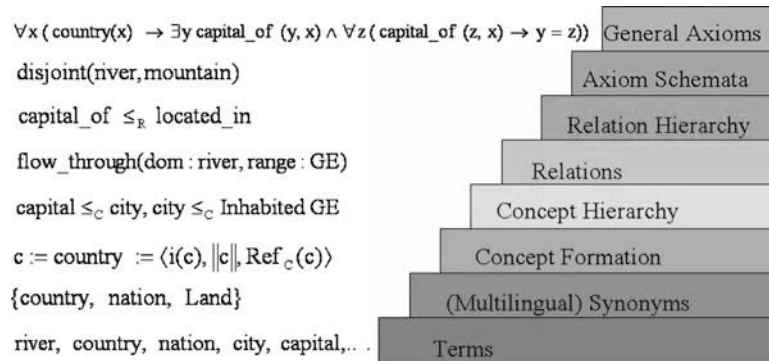 ∀x ( country(x) → ∃y capital_of (y, x) ∧ ∀z ( capital_of (z, x) → y = z)) General Axioms
disjoint(river, mountain) Axiom Schemata
capital_of ≤R located_in Relation Hierarchy
flow_through(dom : river, range : GE) Relations
capital ≤C city, city ≤C Inhabited GE Concept Hierarchy
c := country := ⟨i(c), ‖c‖, RefC(c)⟩ Concept Formation
{country, nation, Land} (Multilingual) Synonyms
river, country, nation, city, capital,... Terms